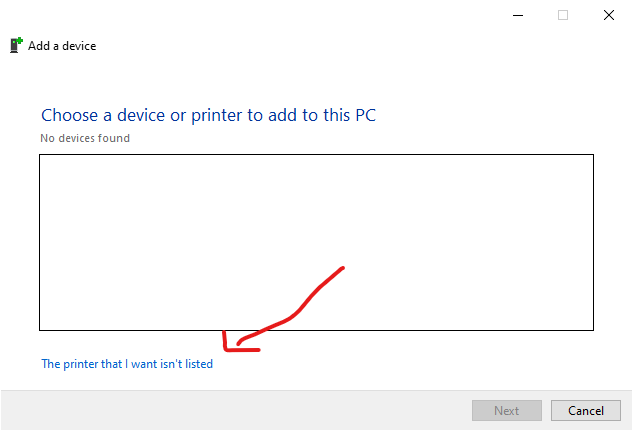 Add a device
Choose a device or printer to add to this PC
No devices found
The printer that I want isn't listed
Next
Cancel